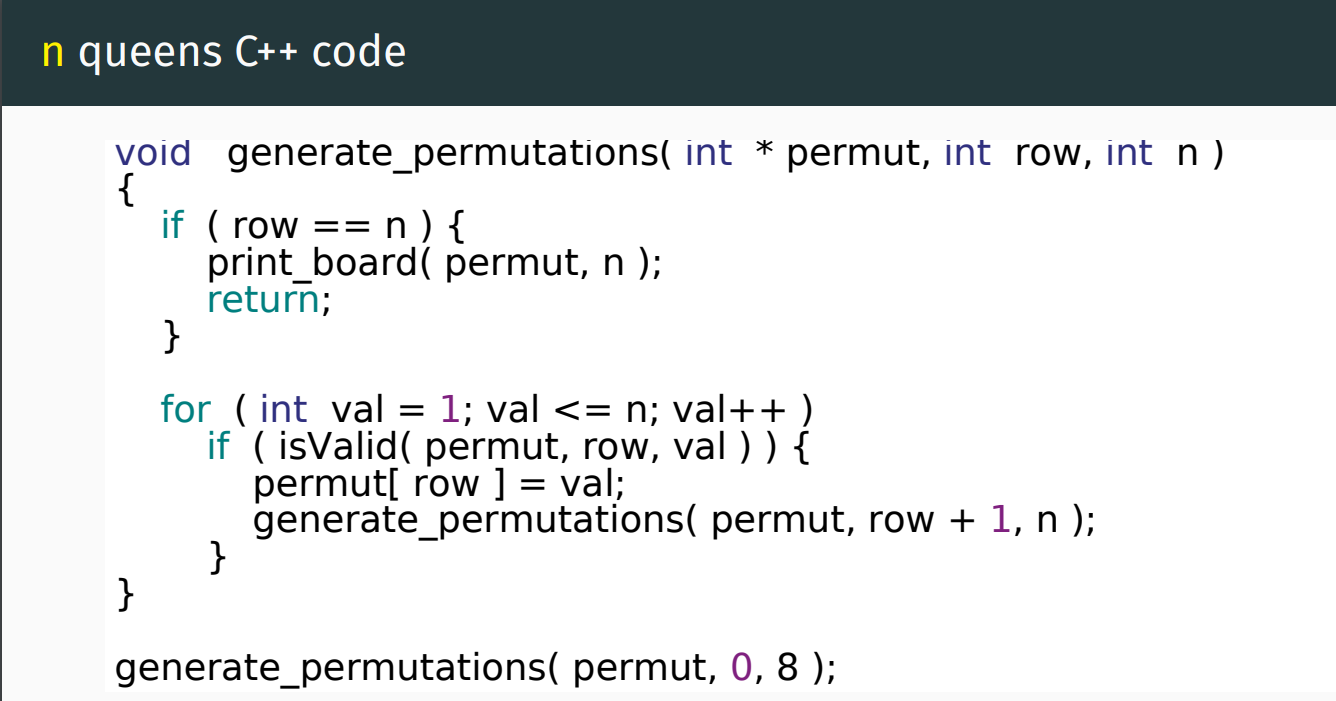 n queens C++ code
void generate_permutations( int * permut, int row, int n )
{
if ( row == n ) {
print_board( permut, n );
return;
}
for ( int val = 1; val <= n; val++ )
if ( isValid( permut, row, val ) ) {
permut[ row ] = val;
generate_permutations( permut, row + 1, n );
}
}
generate_permutations( permut, 0, 8 );